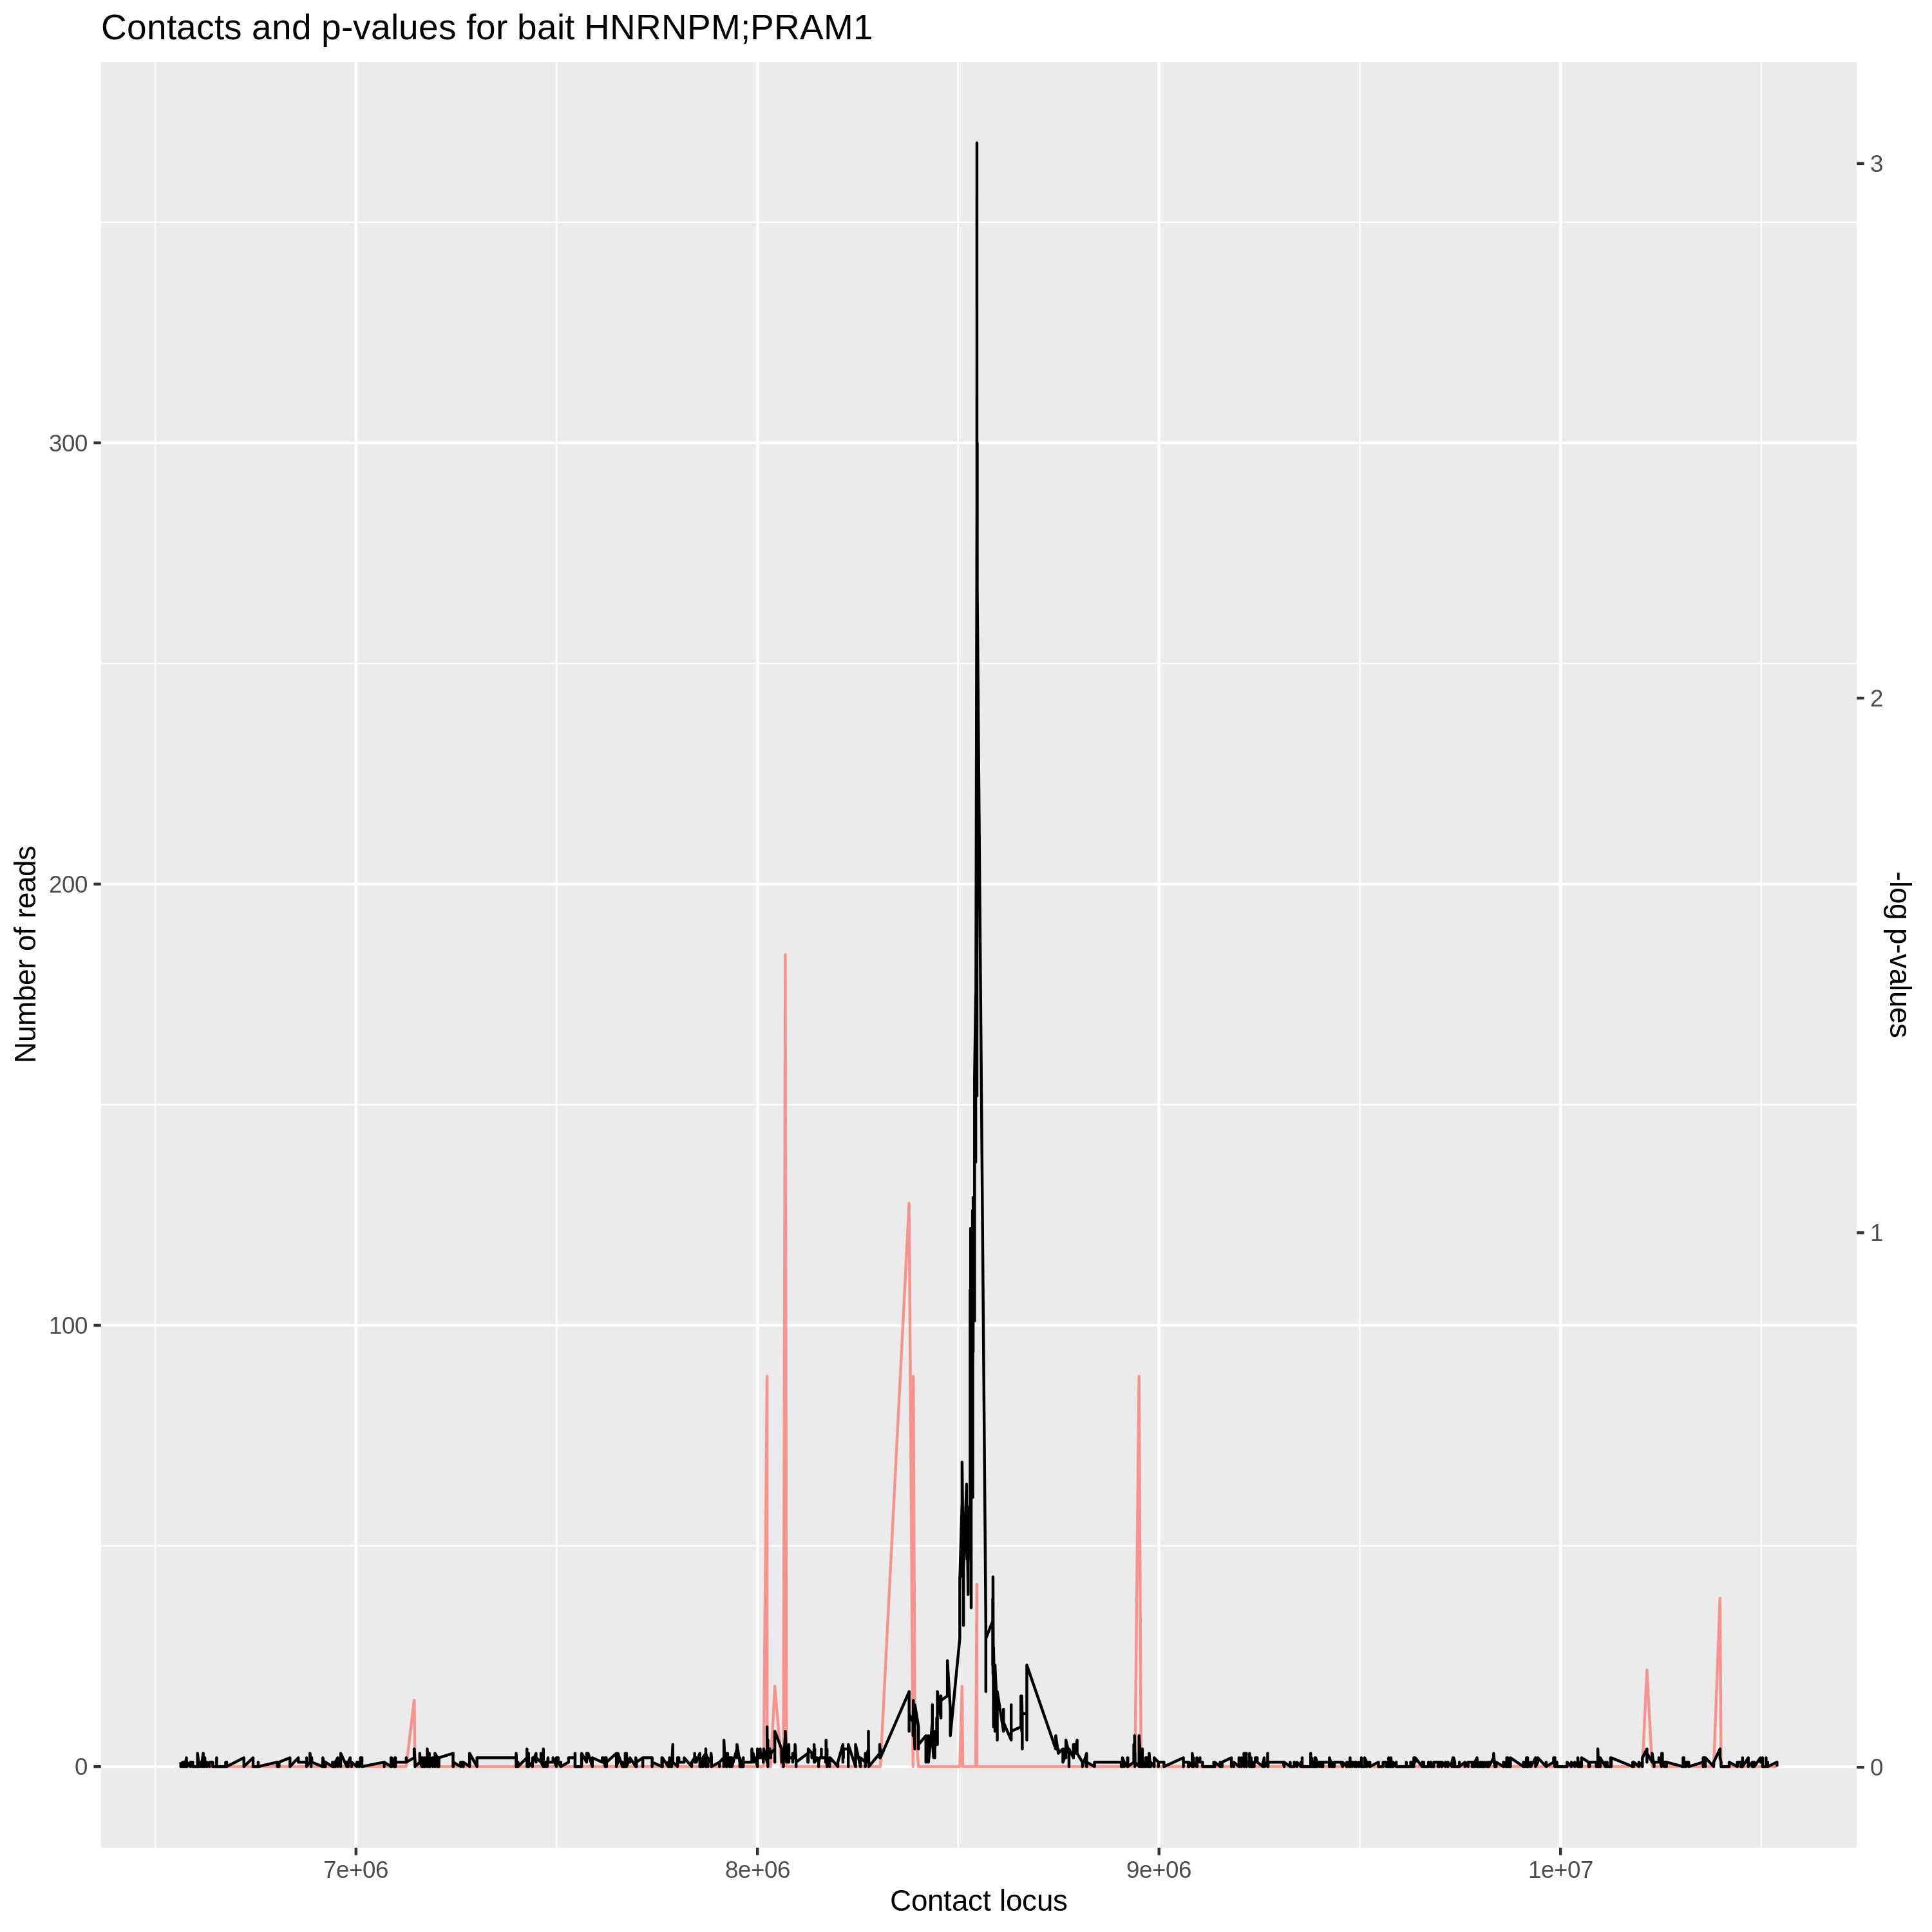 Contacts and p-values for bait HNRNPM;PRAM1
300
200
100
0
Number of reads
3
2
1
0
-log p-values
7e+06
8e+06
9e+06
1e+07
Contact locus